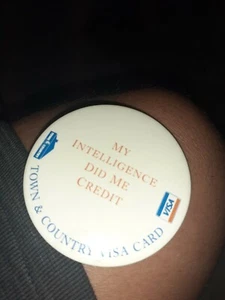 MY
INTELLIGENCE
DID ME
CREDIT
VISA
TOWN & COUNTRY VISA CARD